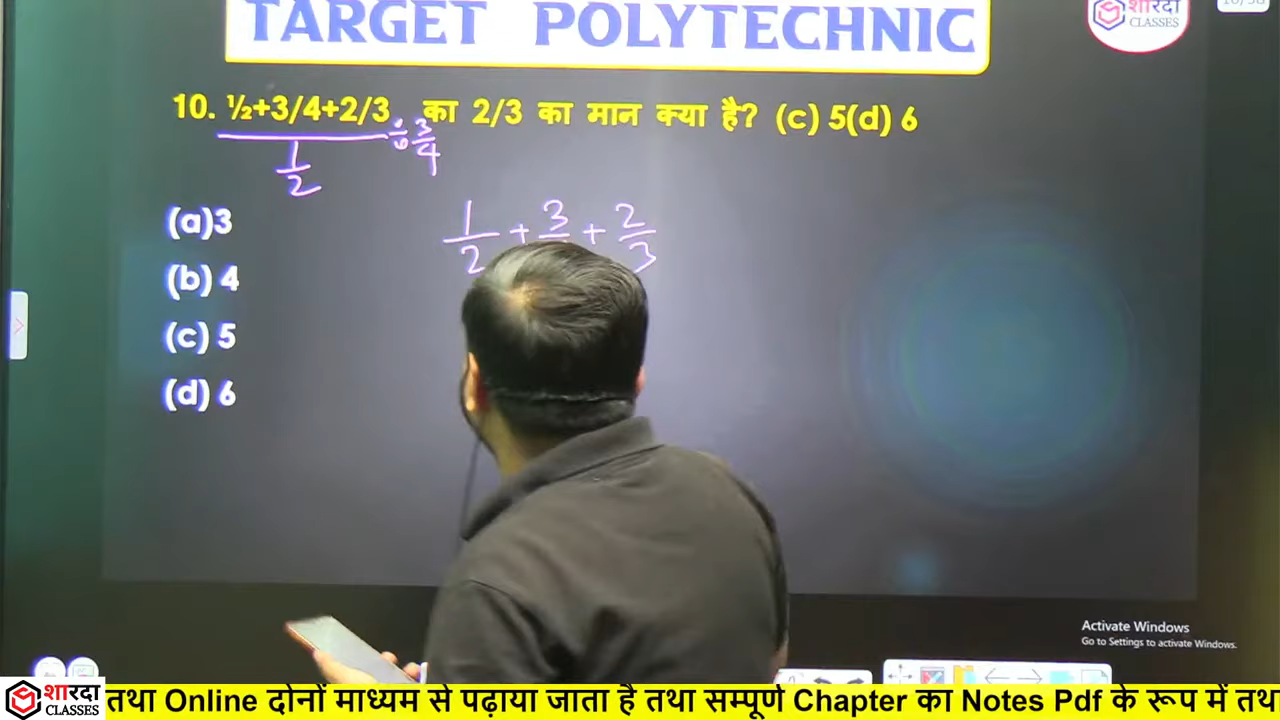 TARGET POLYTECHNIC
शारदा
CLASSES
10. ½+3/4+2/3 का 2/3 का मान क्या है? (c) 5(d) 6
÷ 3/4
1/2
(a)3
(b) 4
(c) 5
(d) 6
1/2 + 3 + 2/3
Activate Windows
Go to Settings to activate Windows.
शारदा
CLASSES
तथा Online दोनों माध्यम से पढ़ाया जाता है तथा सम्पूर्ण Chapter का Notes Pdf के रूप में तथ